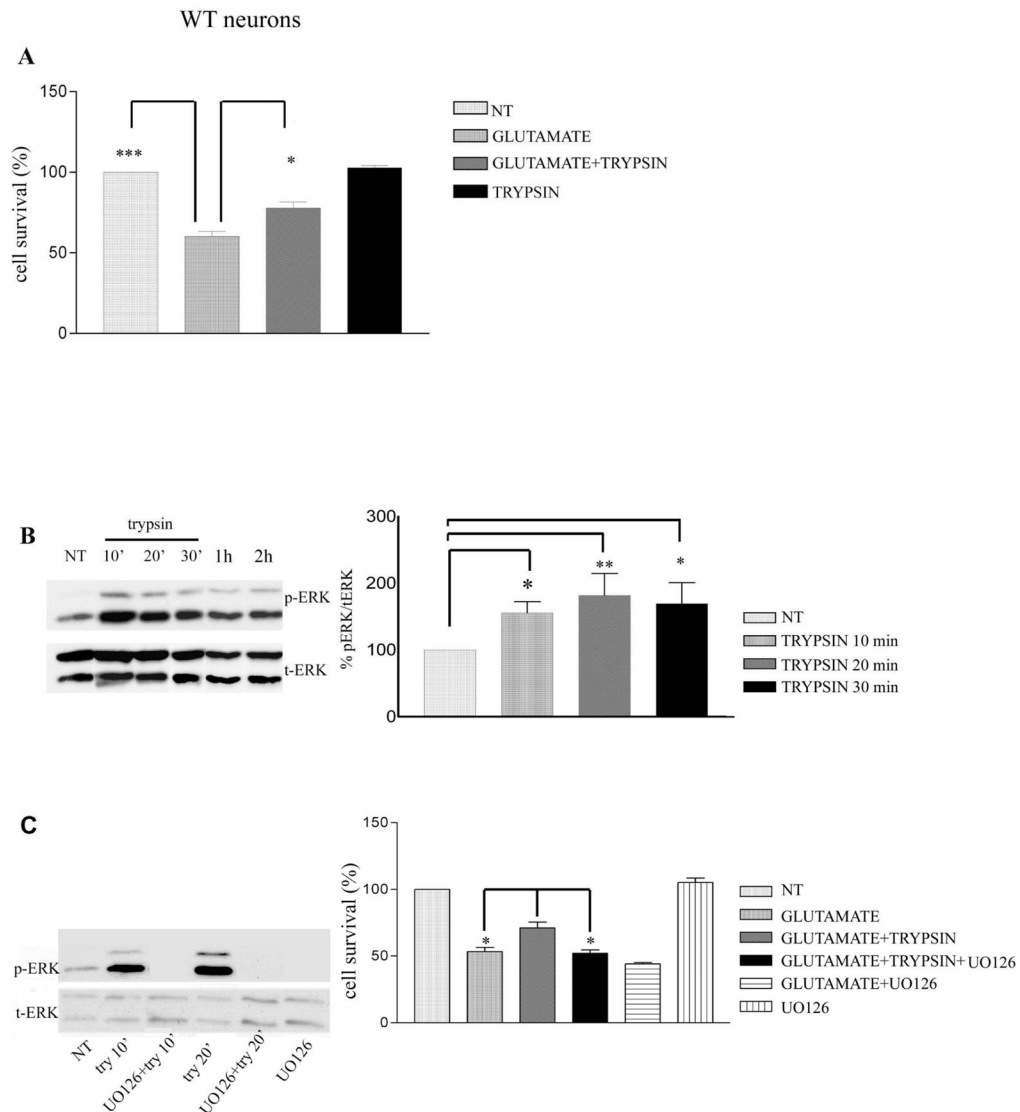 WT neurons
A
150
100
50
0
cell survival (%)
***
*
NT
GLUTAMATE
GLUTAMATE+TRYPSIN
TRYPSIN
B
trypsin
NT 10’ 20’ 30’ 1h 2h
p-ERK
t-ERK
300
200
100
0
% pERK/tERK
*
**
*
NT
TRYPSIN 10 min
TRYPSIN 20 min
TRYPSIN 30 min
C
p-ERK
t-ERK
NT
try 10’
UO126+try 10’
try 20’
UO126+try 20’
UO126
150
100
50
0
cell survival (%)
*
*
NT
GLUTAMATE
GLUTAMATE+TRYPSIN
GLUTAMATE+TRYPSIN+UO126
GLUTAMATE+UO126
UO126